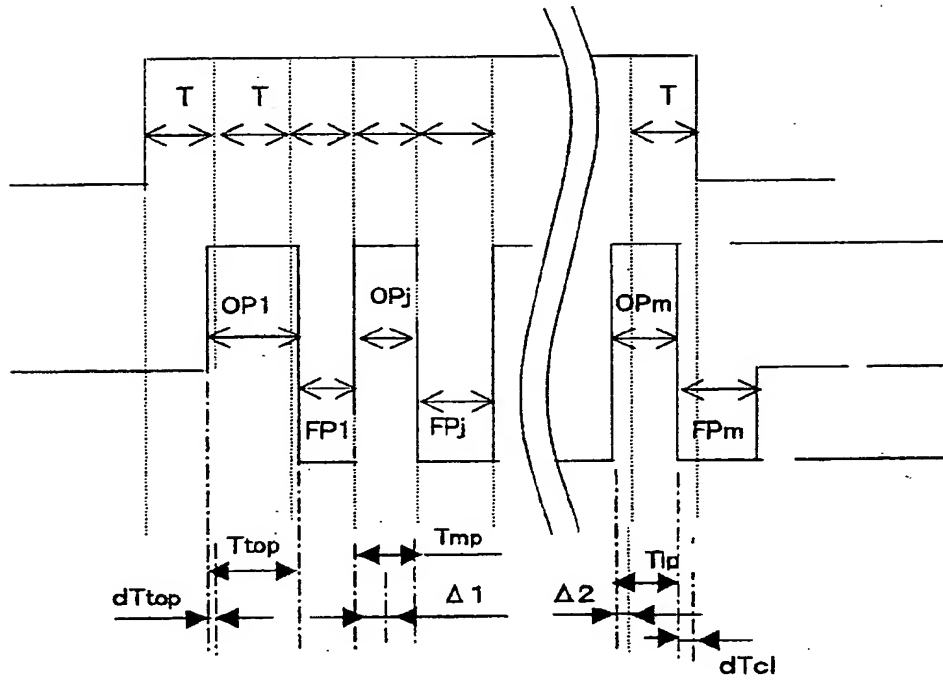 T T T
OP1 OPj OPm
FP1 FPj FPm
Ttop Tmp Tlp
dTtop Δ1 Δ2
dTcl